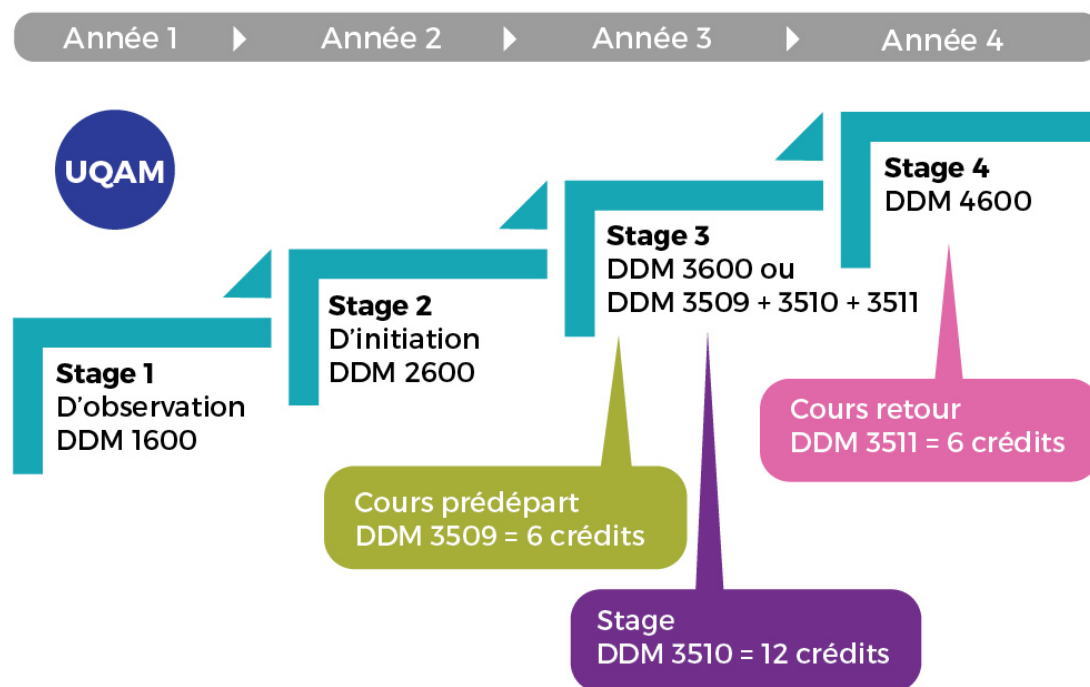 Année 1
Année 2
Année 3
Année 4
UQAM
Stage 1
D'observation
DDM 1600
Stage 2
D'initiation
DDM 2600
Stage 3
DDM 3600 ou
DDM 3509 + 3510 + 3511
Stage 4
DDM 4600
Cours prédépart
DDM 3509 = 6 crédits
Stage
DDM 3510 = 12 crédits
Cours retour
DDM 3511 = 6 crédits